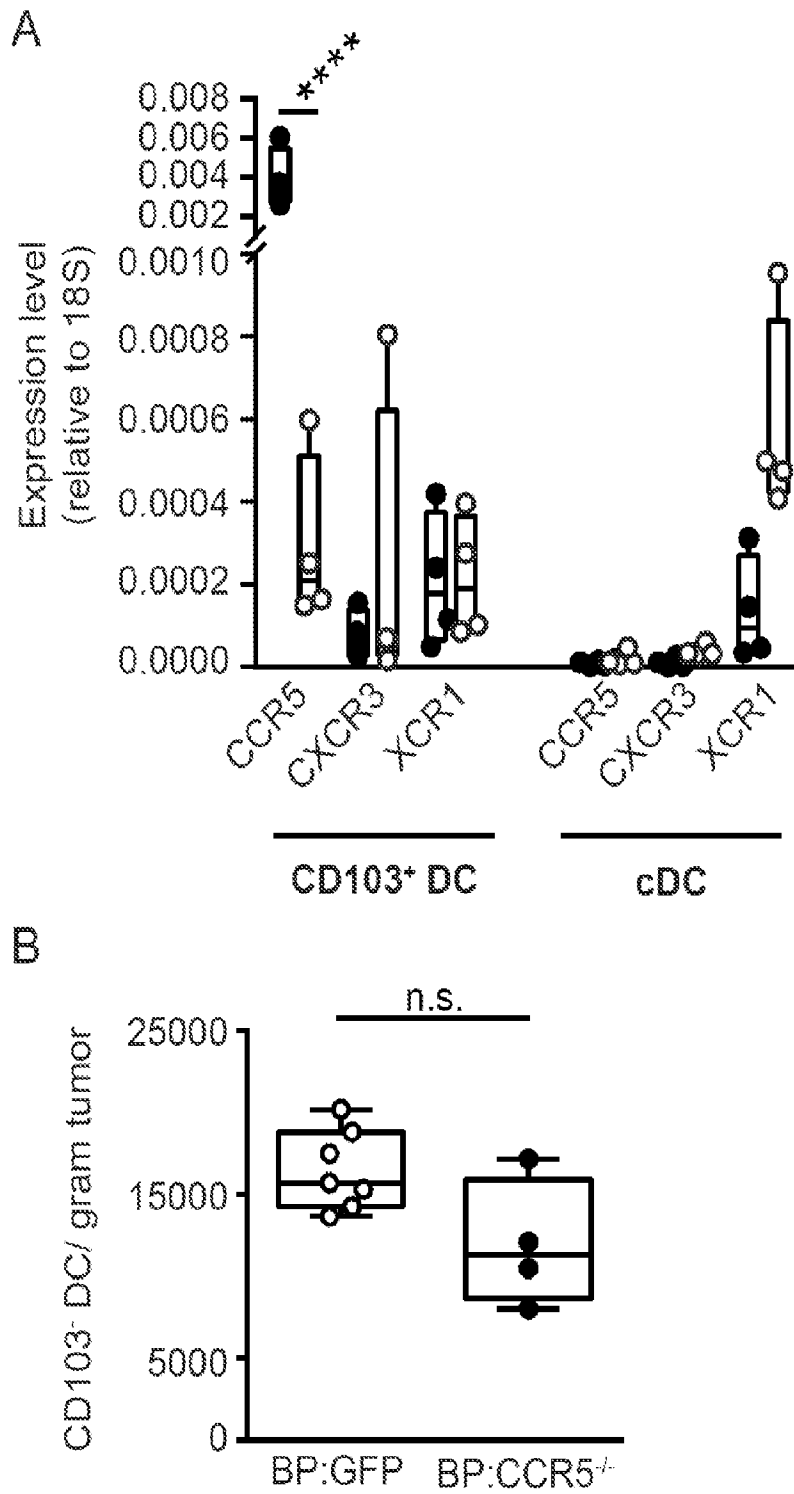 A
****
0.008
0.006
0.004
0.002
0.0010
0.0008
0.0006
0.0004
0.0002
0.0000
Expression level
(relative to 18S)
CCR5
CXCR3
XCR1
CCR5
CXCR3
XCR1
CD103⁺ DC
cDC
B
n.s.
25000
15000
5000
0
CD103⁻ DC/ gram tumor
BP:GFP
BP:CCR5⁻/⁻